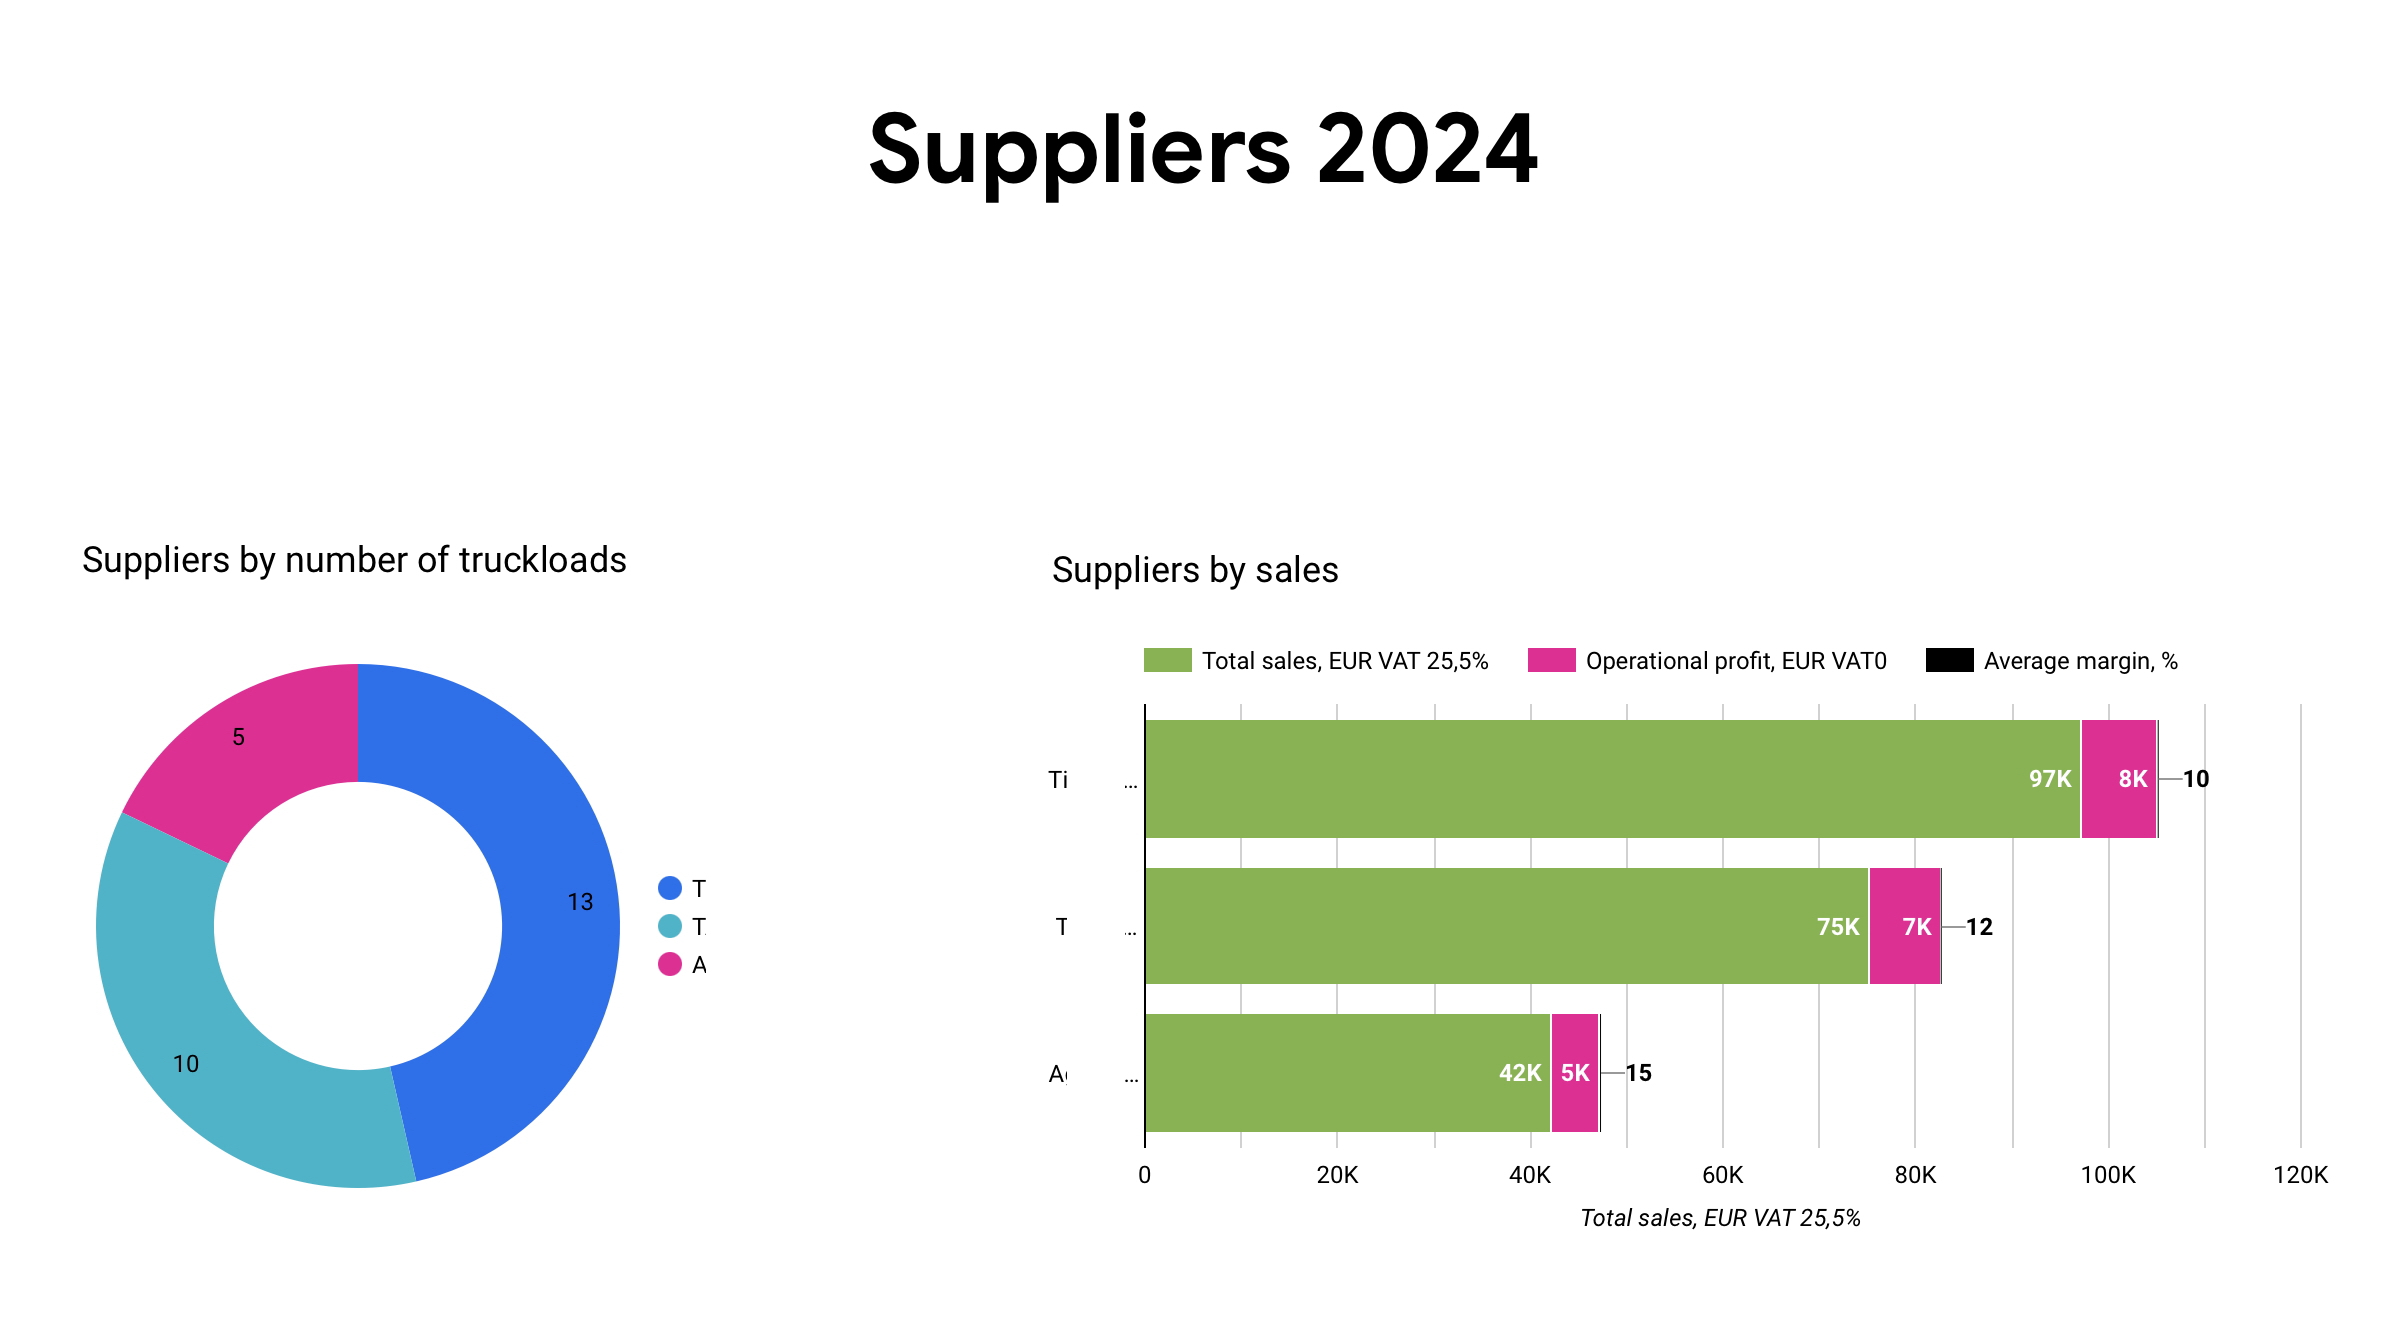 Suppliers 2024
Suppliers by number of truckloads
5
13
10
T
T
A
Suppliers by sales
Total sales, EUR VAT 25,5%
Operational profit, EUR VAT0
Average margin, %
Ti ...
97K
8K
10
T ...
75K
7K
12
A ...
42K
5K
15
0
20K
40K
60K
80K
100K
120K
Total sales, EUR VAT 25,5%